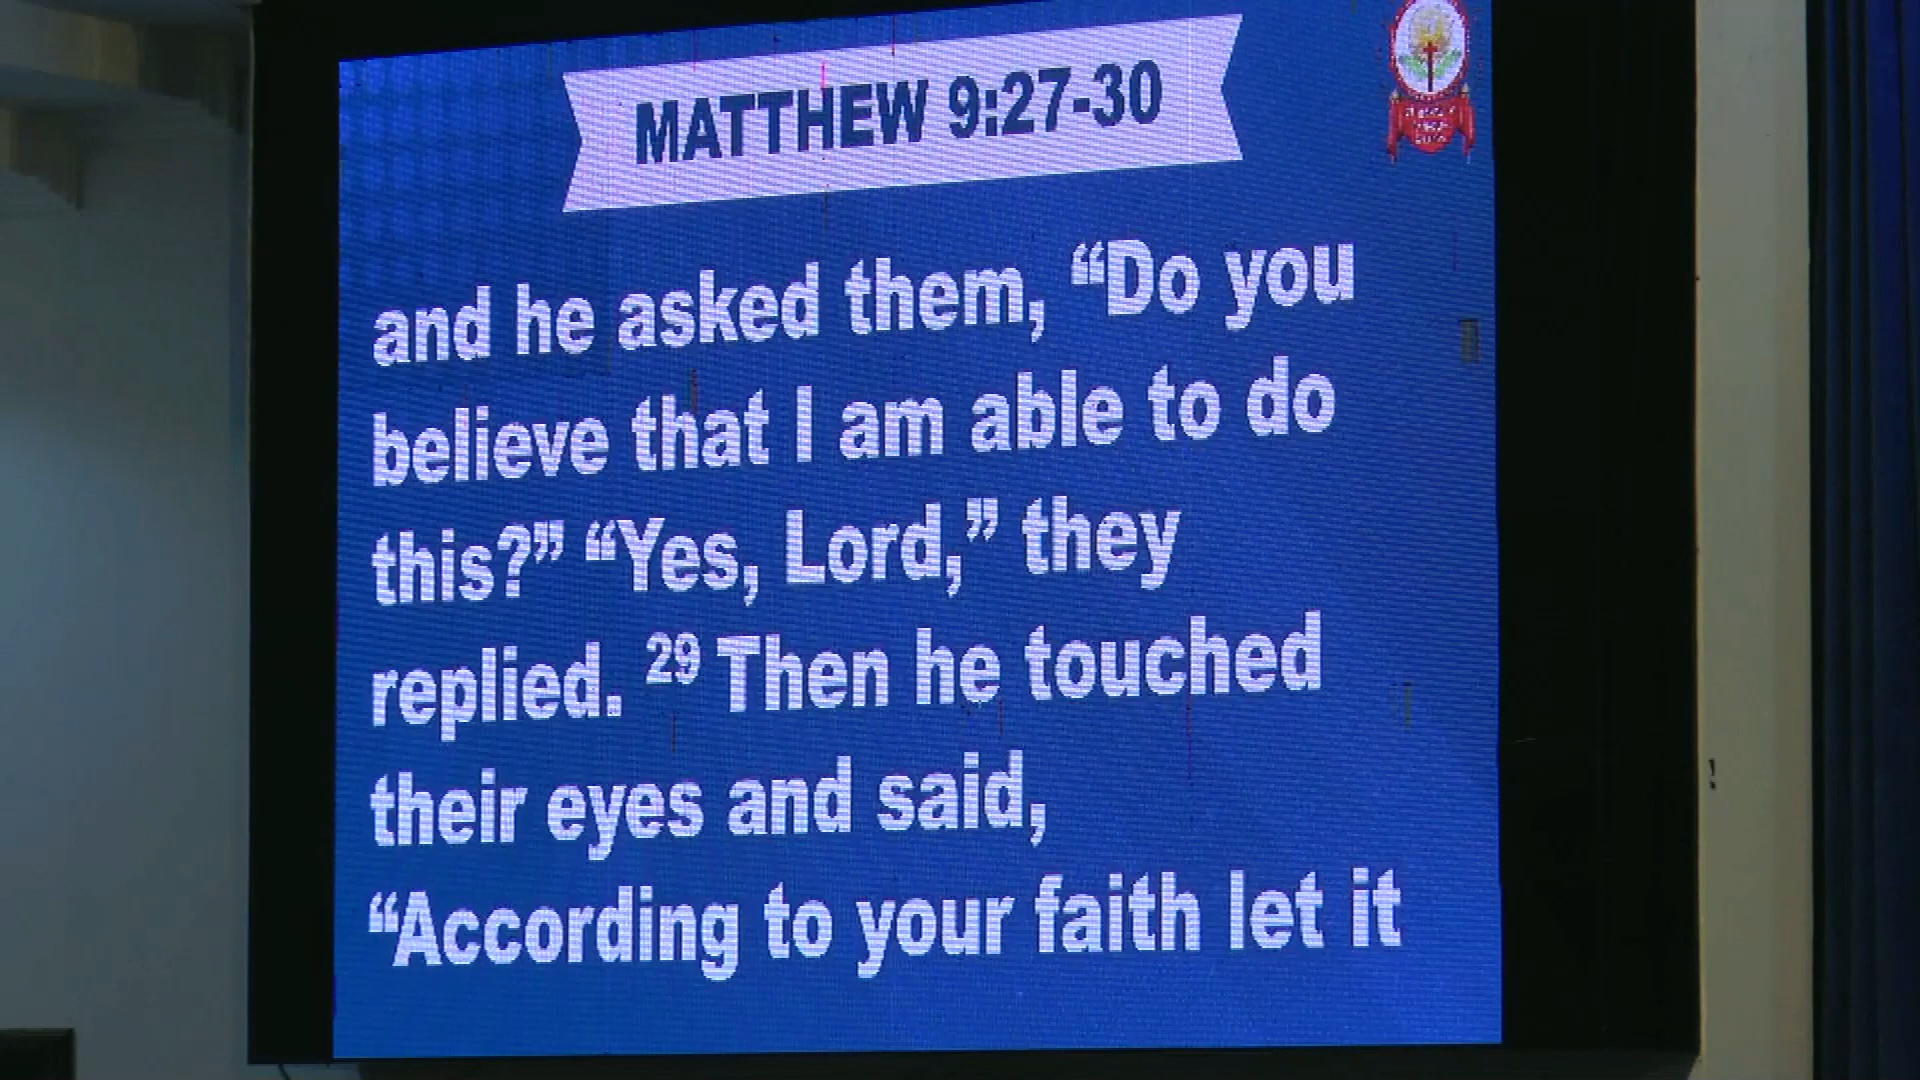 MATTHEW 9:27-30
and he asked them, “Do you
believe that I am able to do
this?” “Yes, Lord,” they
replied. 29 Then he touched
their eyes and said,
“According to your faith let it